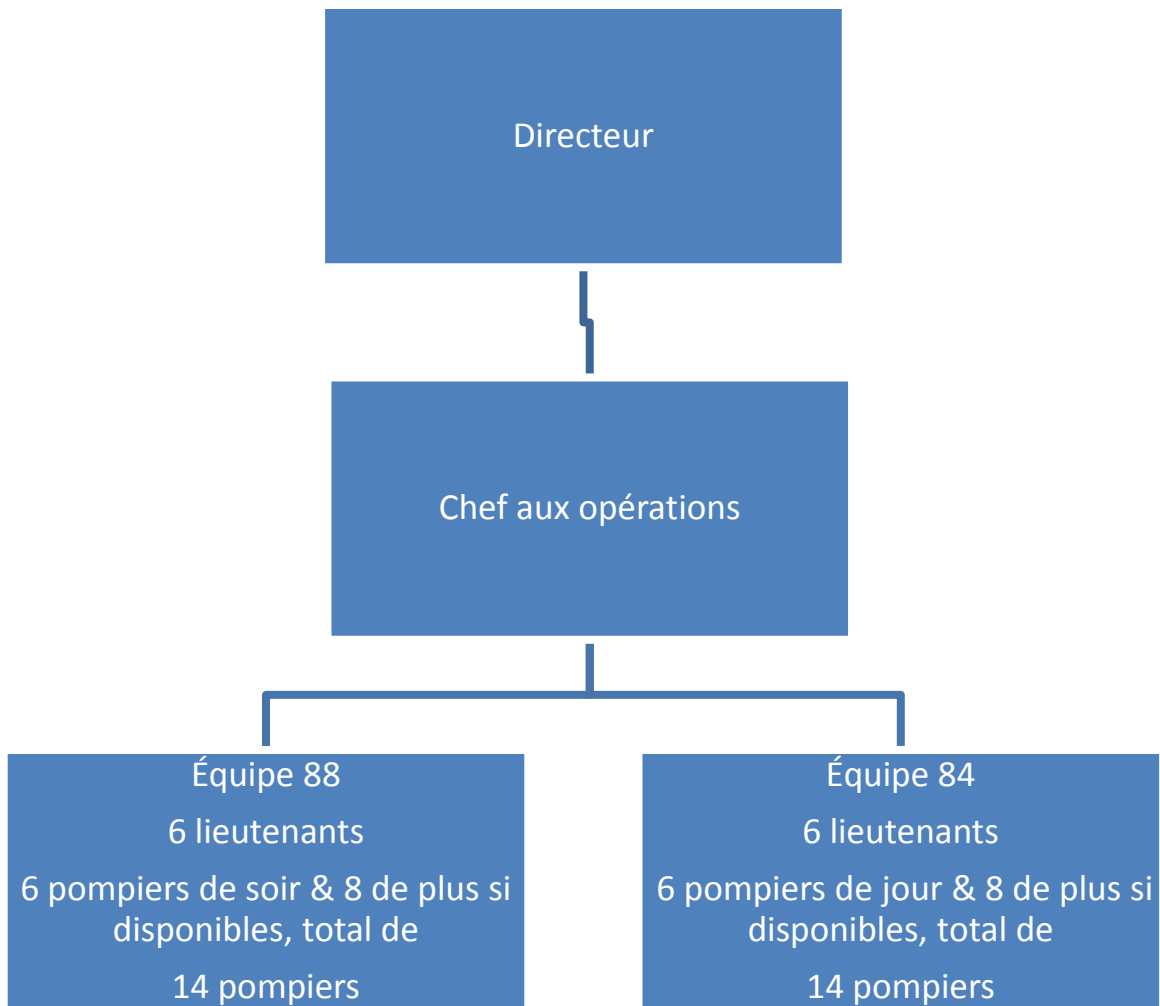 Directeur
Chef aux opérations
Équipe 88
6 lieutenants
6 pompiers de soir & 8 de plus si
disponibles, total de
14 pompiers
Équipe 84
6 lieutenants
6 pompiers de jour & 8 de plus si
disponibles, total de
14 pompiers